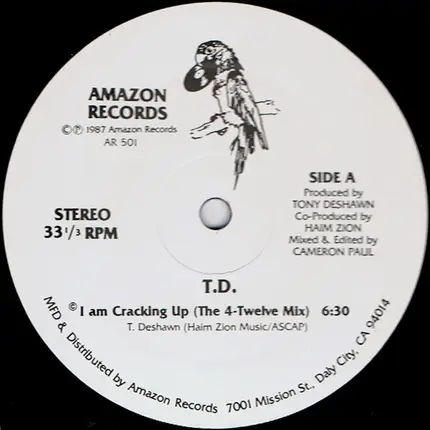 AMAZON
RECORDS
©℗ 1987 Amazon Records
AR 501
SIDE A
Produced by
TONY DESHAWN
Co-Produced by
HAIM ZION
Mixed & Edited by
CAMERON PAUL
STEREO
33 1/3 RPM
T.D.
© I am Cracking Up (The 4-Twelve Mix) 6:30
T. Deshawn (Haim Zion Music/ASCAP)
MFD & Distributed by Amazon Records 7001 Mission St., Daly City, CA 94014